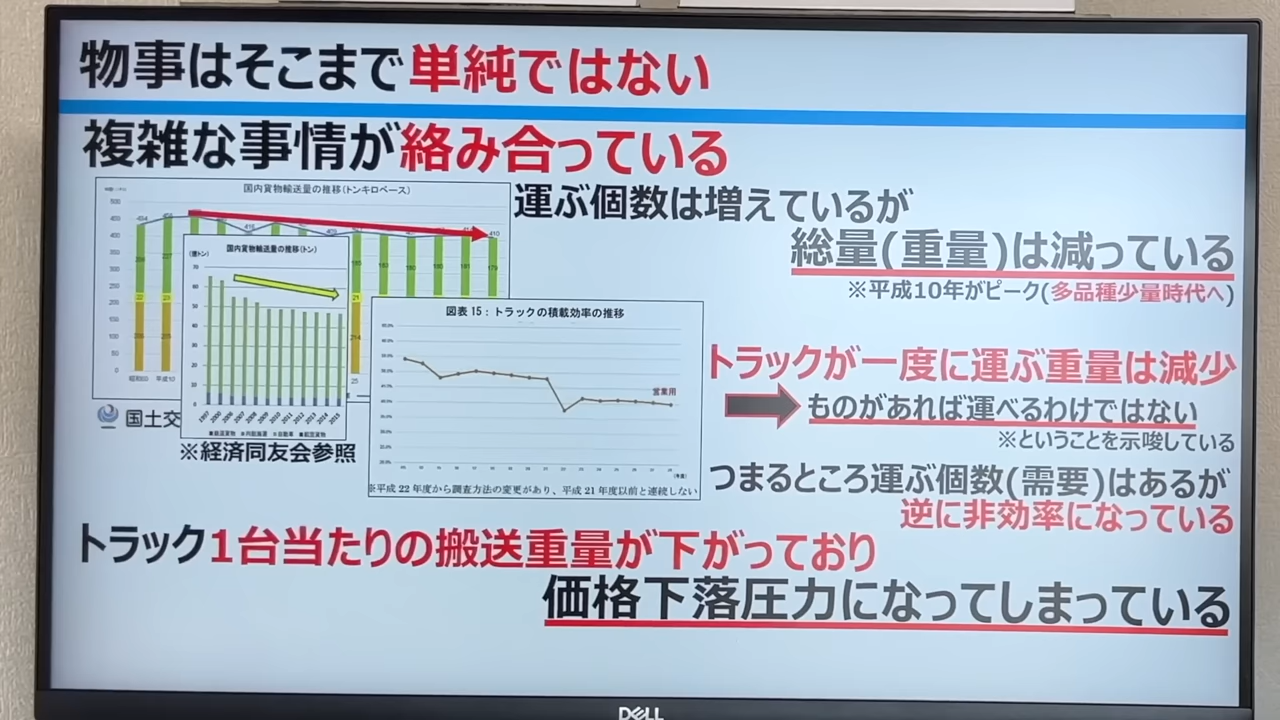 物事はそこまで単純ではない
複雑な事情が絡み合っている
国内貨物輸送量の推移(トンキロベース)
運ぶ個数は増えているが
総量(重量)は減っている
※平成10年がピーク(多品種少量時代へ)
国内貨物輸送量の推移(トン)
図表 15：トラックの積載効率の推移
営業用
※平成 22 年度から調査方法の変更があり、平成 21 年度以前と連続しない
国土交
※経済同友会参照
トラックが一度に運ぶ重量は減少
ものがあれば運べるわけではない
※ということを示唆している
つまるところ運ぶ個数(需要)はあるが
逆に非効率になっている
トラック1台当たりの搬送重量が下がっており
価格下落圧力になってしまっている
DELL